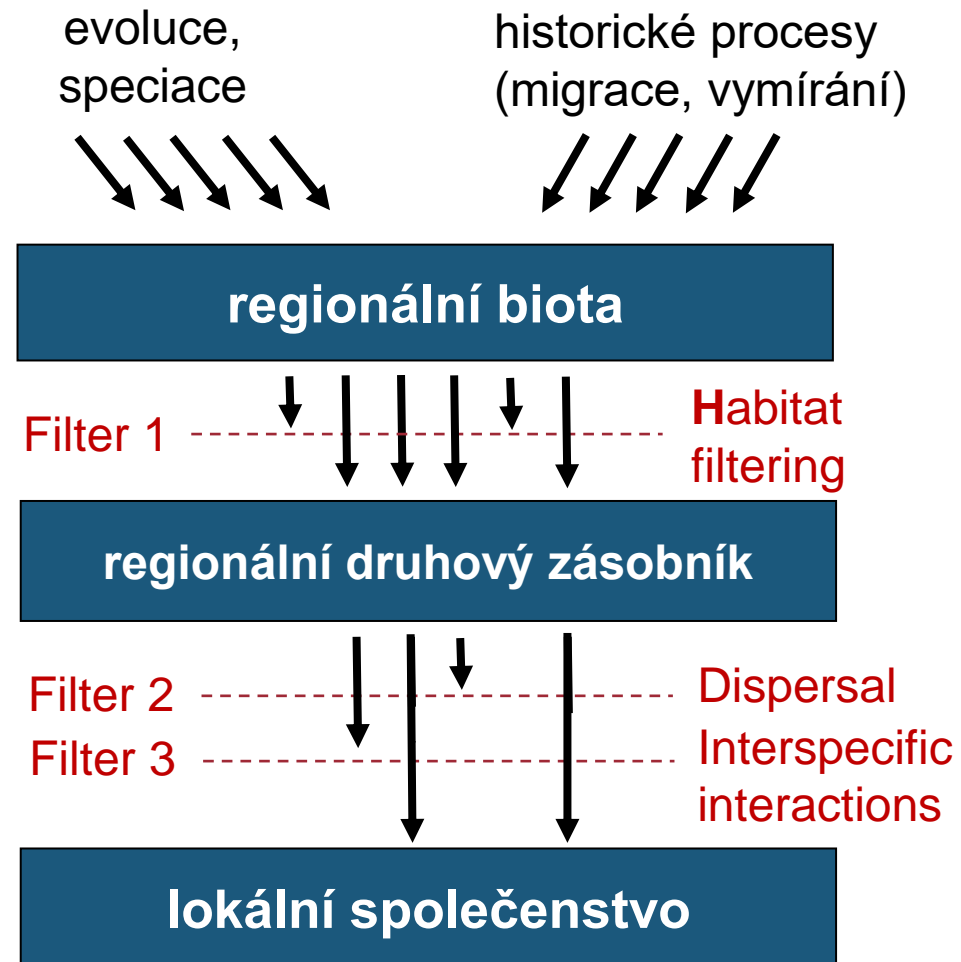 evoluce,
speciace
historické procesy
(migrace, vymírání)
regionální biota
Filter 1
Habitat
filtering
regionální druhový zásobník
Filter 2
Dispersal
Filter 3
Interspecific
interactions
lokální společenstvo